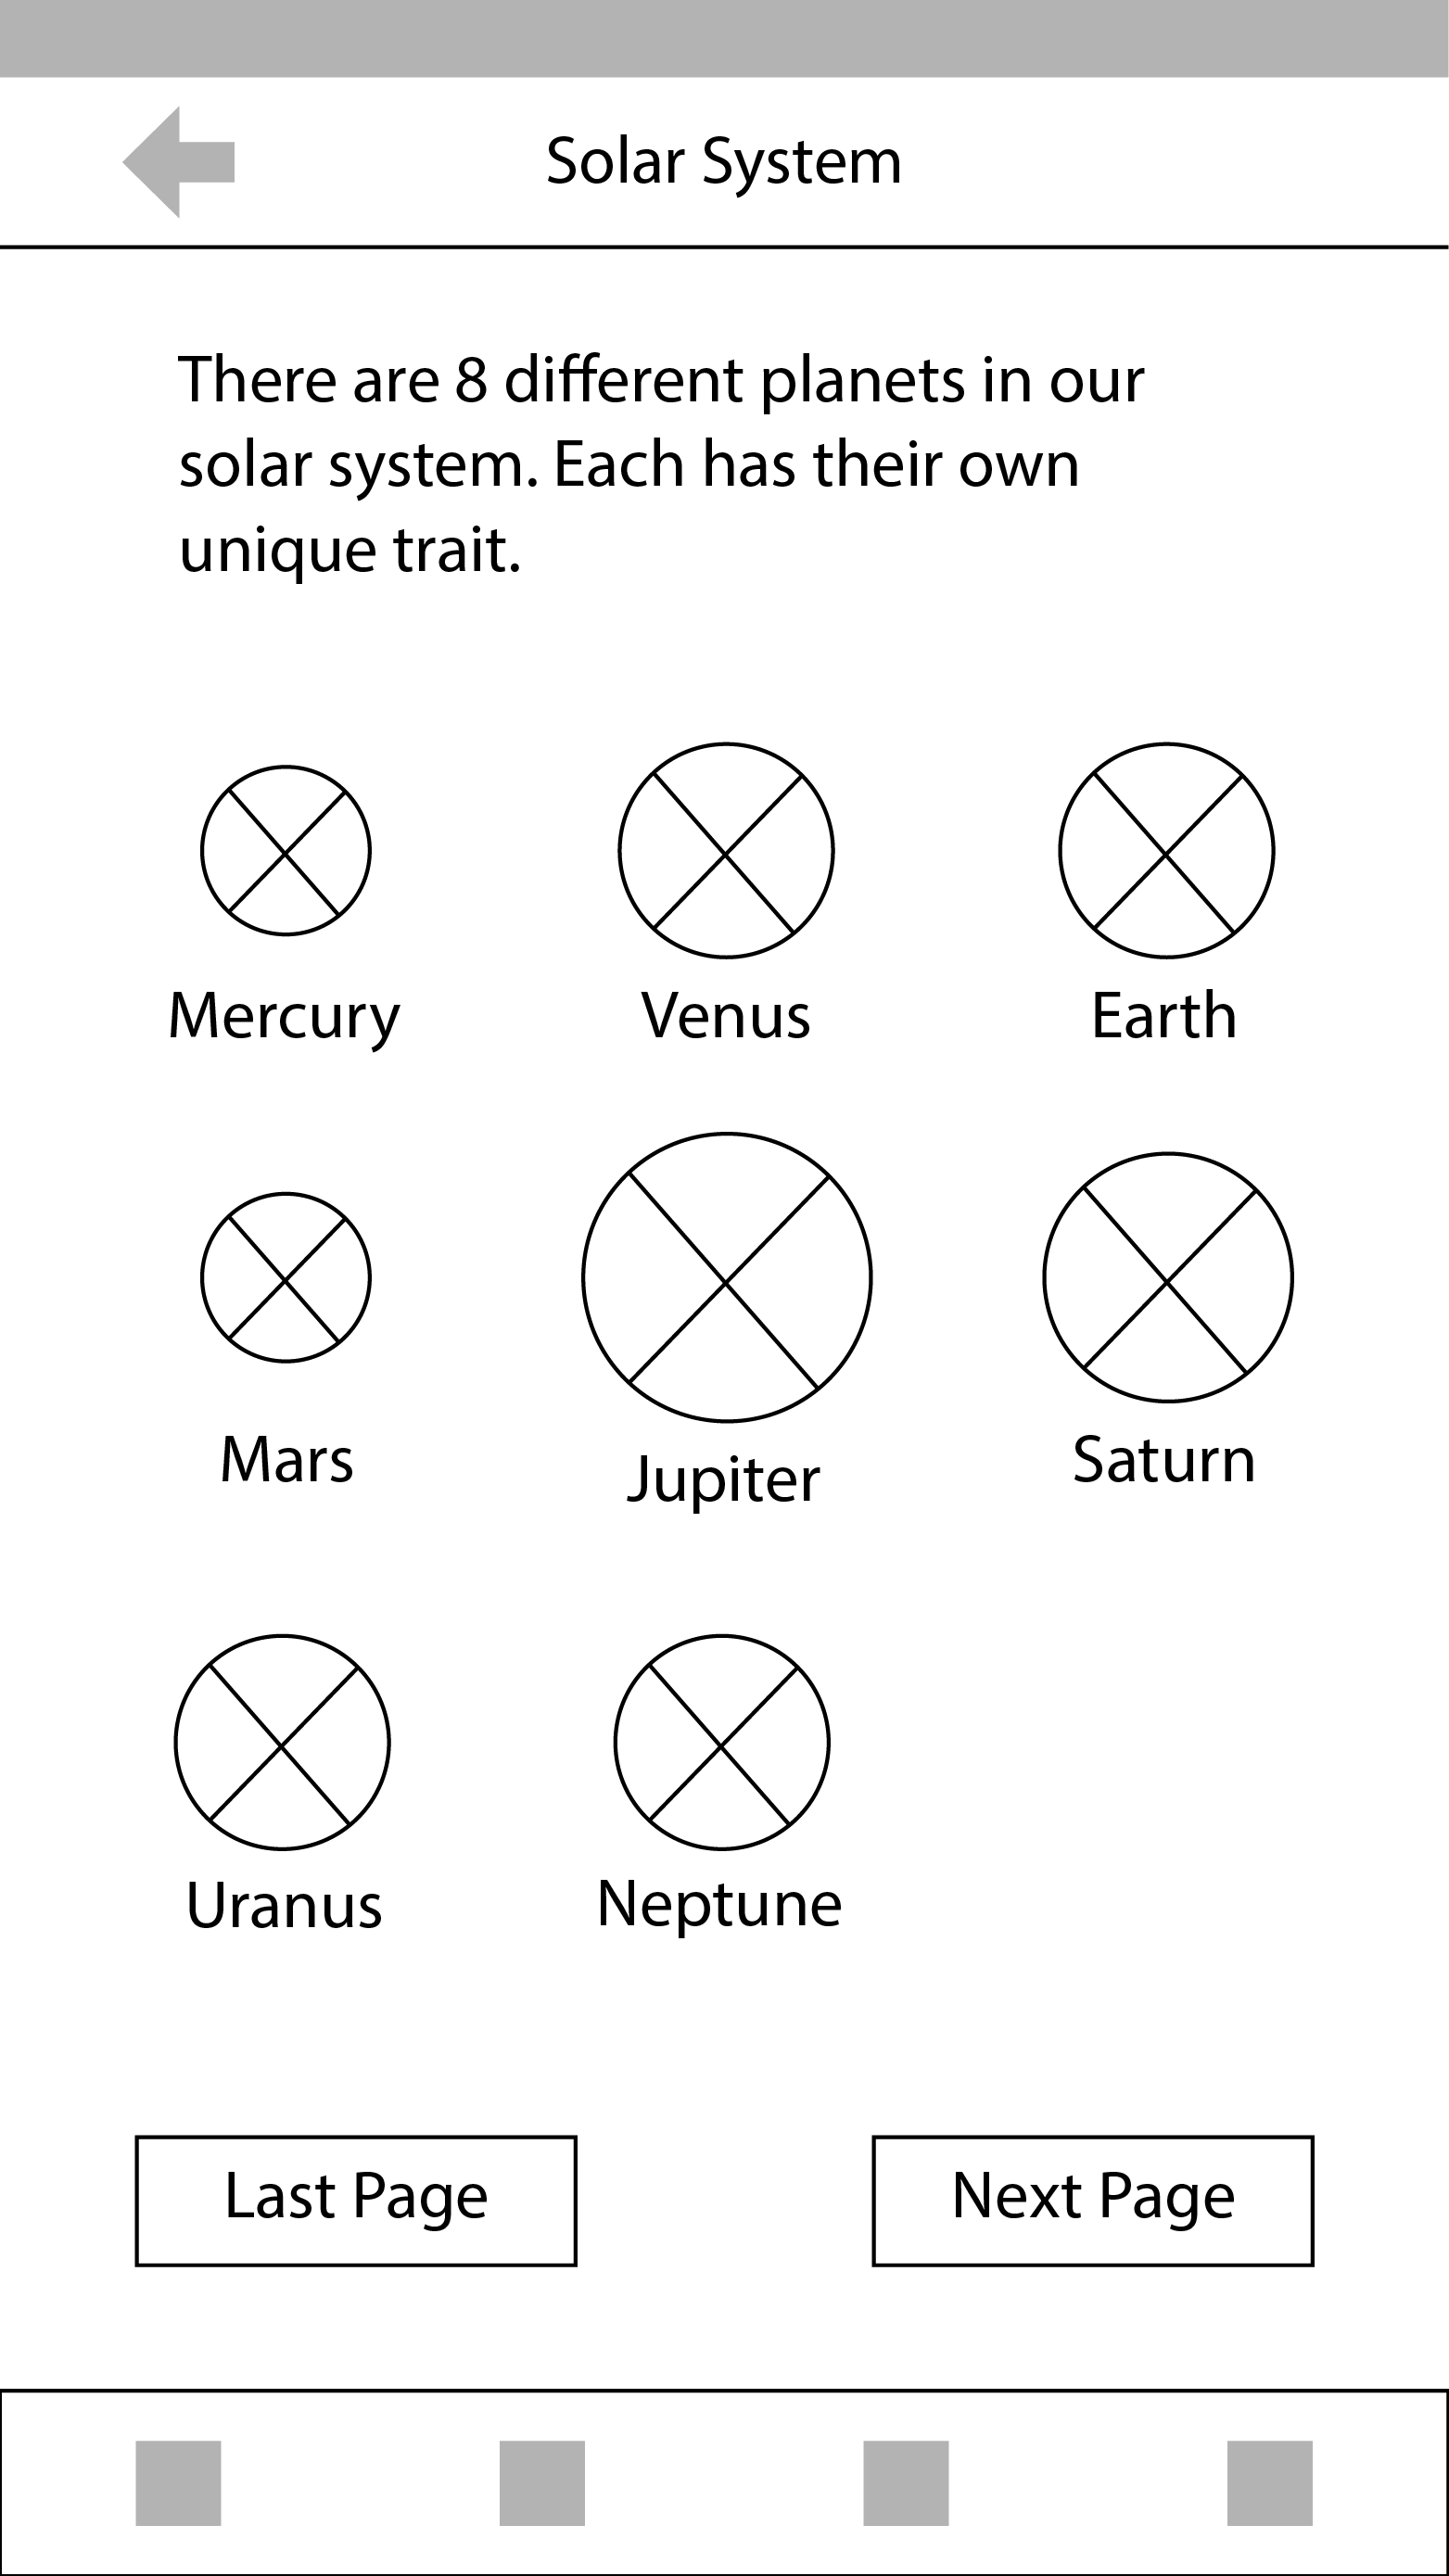 Solar System
There are 8 different planets in our
solar system. Each has their own
unique trait.
Mercury Venus Earth
Mars Jupiter Saturn
Uranus Neptune
Last Page Next Page